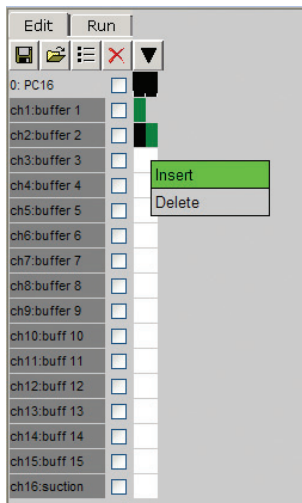 Edit Run
0: PC16
ch1:buffer 1
ch2:buffer 2
ch3:buffer 3
Insert
ch4:buffer 4
Delete
ch5:buffer 5
ch6:buffer 6
ch7:buffer 7
ch8:buffer 8
ch9:buffer 9
ch10:buff 10
ch11:buff 11
ch12:buff 12
ch13:buff 13
ch14:buff 14
ch15:buff 15
ch16:suction